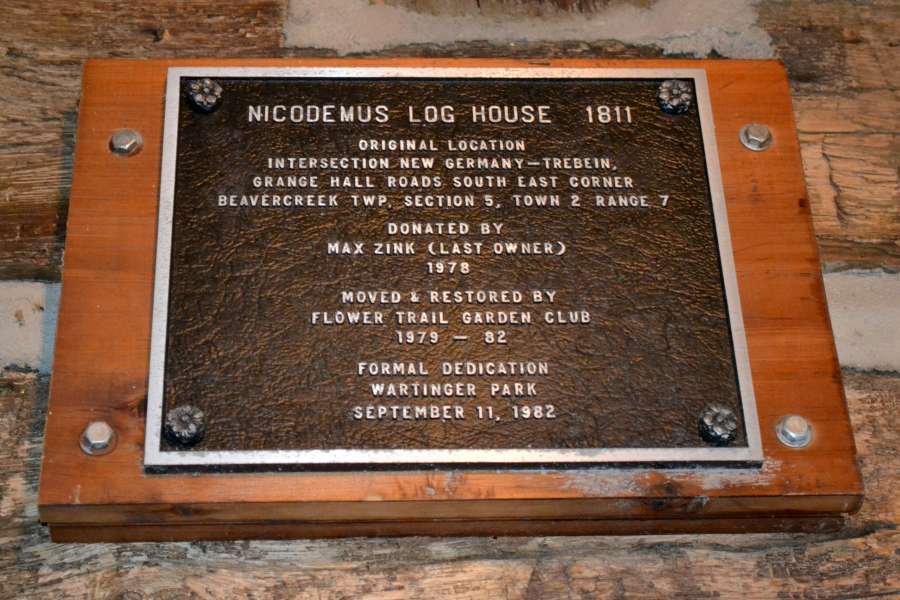 NICODEMUS LOG HOUSE 1811
ORIGINAL LOCATION
INTERSECTION NEW GERMANY—TREBEIN,
GRANGE HALL ROADS SOUTH EAST CORNER
BEAVERCREEK TWP, SECTION 5, TOWN 2 RANGE 7
DONATED BY
MAX ZINK (LAST OWNER)
1978
MOVED & RESTORED BY
FLOWER TRAIL GARDEN CLUB
1979 — 82
FORMAL DEDICATION
WARTINGER PARK
SEPTEMBER 11, 1982